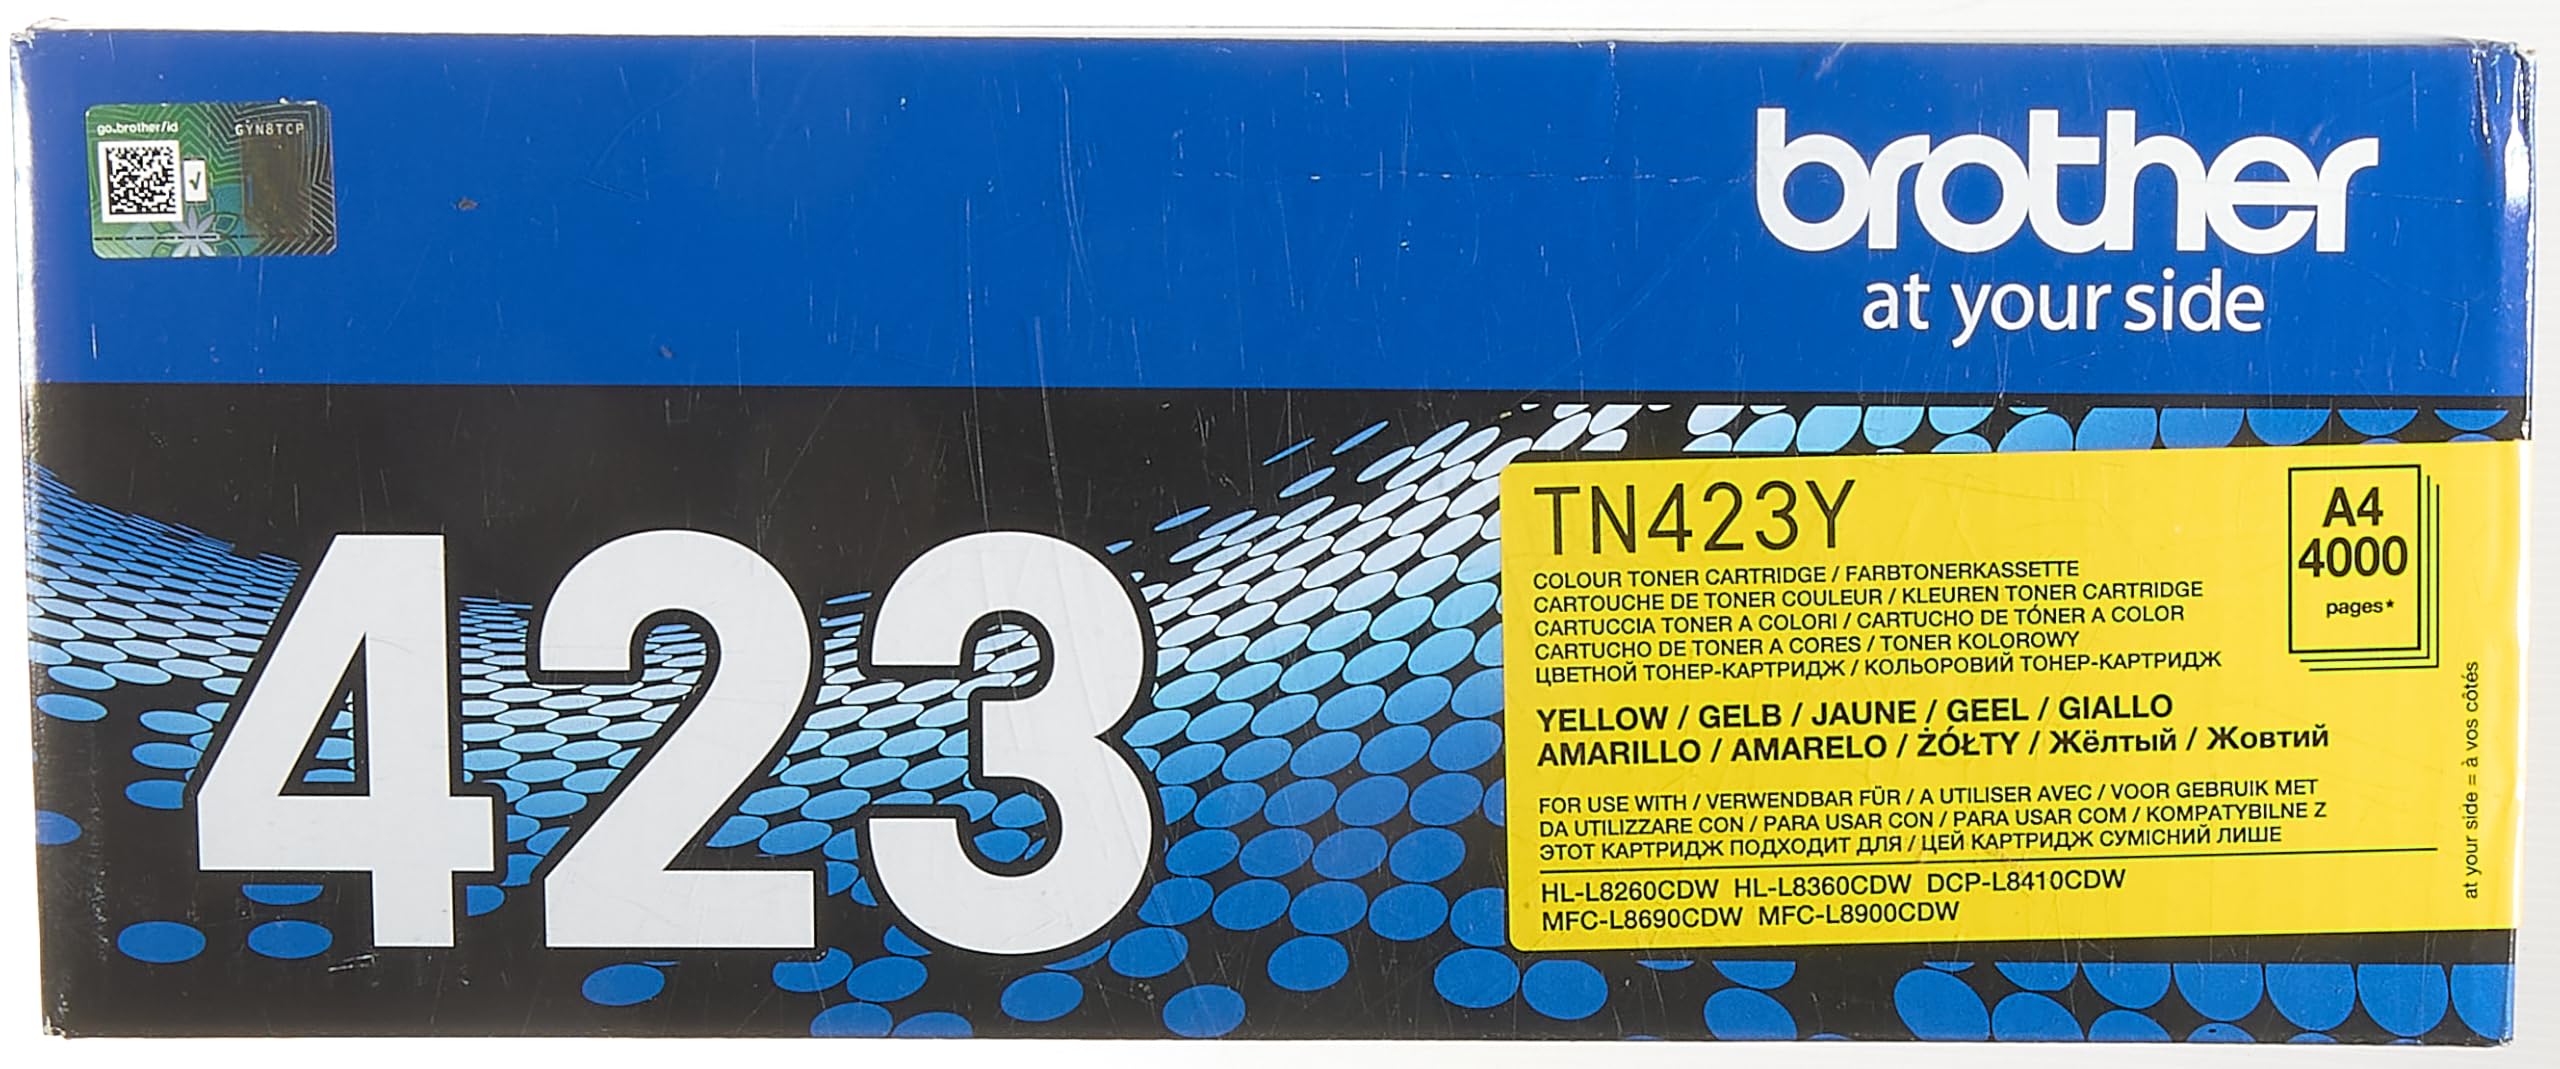 go.brother/id
GYN8TCP
brother
at your side
423
TN423Y
A4
4000
pages*
COLOUR TONER CARTRIDGE / FARBTONERKASSETTE
CARTOUCHE DE TONER COULEUR / KLEUREN TONER CARTRIDGE
CARTUCCIA TONER A COLORI / CARTUCHO DE TÓNER A COLOR
CARTUCHO DE TONER A CORES / TONER KOLOROWY
ЦВЕТНОЙ ТОНЕР-КАРТРИДЖ / КОЛЬОРОВИЙ ТОНЕР-КАРТРИДЖ
YELLOW / GELB / JAUNE / GEEL / GIALLO
AMARILLO / AMARELO / ŻÓŁTY / Жёлтый / Жовтий
FOR USE WITH / VERWENDBAR FÜR / A UTILISER AVEC / VOOR GEBRUIK MET
DA UTILIZZARE CON / PARA USAR CON / PARA USAR COM / KOMPATYBILNE Z
ЭТОТ КАРТРИДЖ ПОДХОДИТ ДЛЯ / ЦЕЙ КАРТРИДЖ СУМІСНИЙ ЛИШЕ
HL-L8260CDW HL-L8360CDW DCP-L8410CDW
MFC-L8690CDW MFC-L8900CDW
at your side = à vos côtés